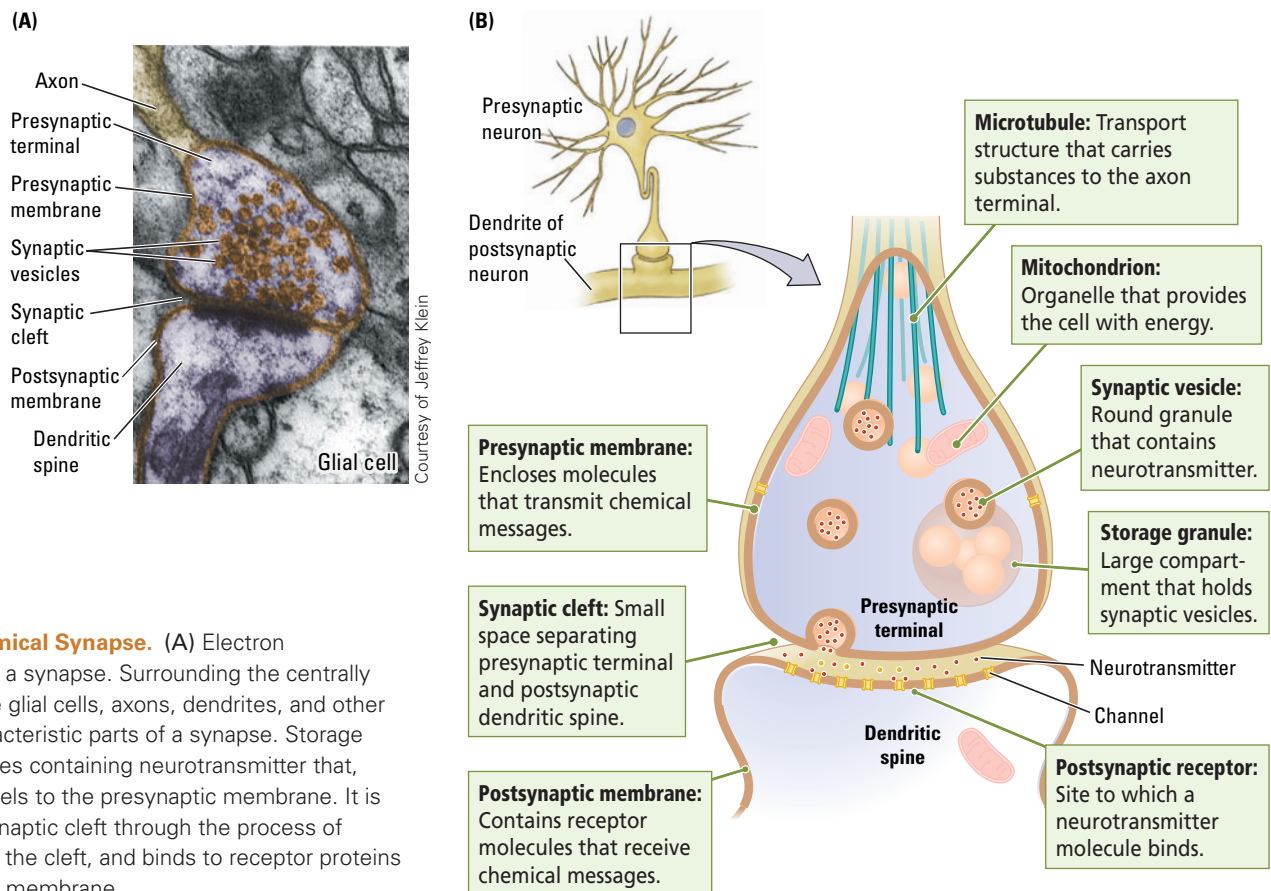 (A)
Axon
Presynaptic
terminal
Presynaptic
membrane
Synaptic
vesicles
Synaptic
cleft
Postsynaptic
membrane
Dendritic
spine
Glial cell
Courtesy of Jeffrey Klein
(B)
Presynaptic
neuron
Dendrite of
postsynaptic
neuron
Microtubule: Transport
structure that carries
substances to the axon
terminal.
Mitochondrion:
Organelle that provides
the cell with energy.
Synaptic vesicle:
Round granule
that contains
neurotransmitter.
Storage granule:
Large compart-
ment that holds
synaptic vesicles.
Presynaptic membrane:
Encloses molecules
that transmit chemical
messages.
Synaptic cleft: Small
space separating
presynaptic terminal
and postsynaptic
dendritic spine.
Postsynaptic membrane:
Contains receptor
molecules that receive
chemical messages.
Presynaptic
terminal
Neurotransmitter
Channel
Dendritic
spine
Postsynaptic receptor:
Site to which a
neurotransmitter
molecule binds.
mical Synapse. (A) Electron
a synapse. Surrounding the centrally
e glial cells, axons, dendrites, and other
acteristic parts of a synapse. Storage
es containing neurotransmitter that,
els to the presynaptic membrane. It is
ynaptic cleft through the process of
the cleft, and binds to receptor proteins
membrane